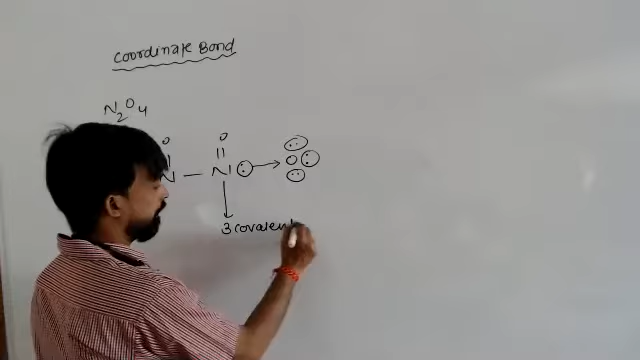 Coordinate Bond
N2O4
O O
|| ||
N — N : → O
3 covalent